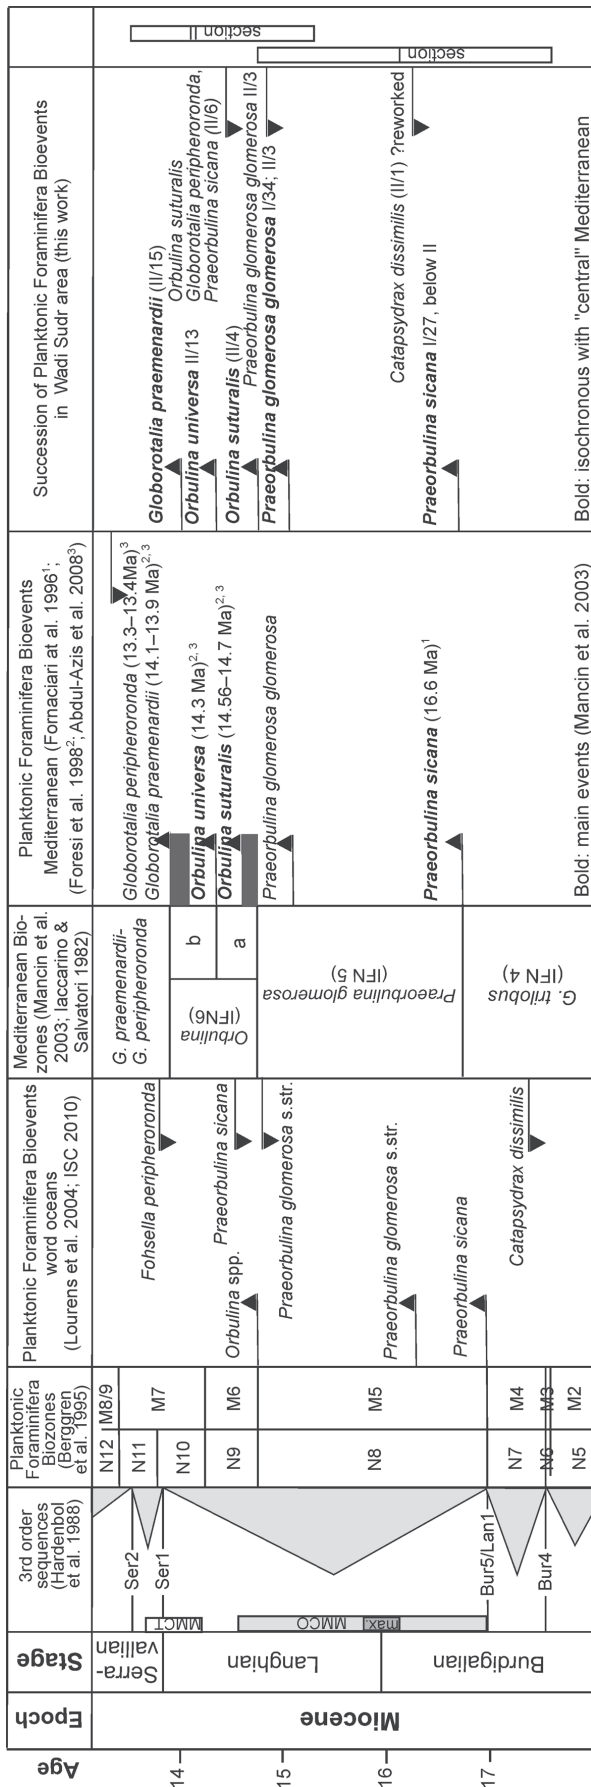 Age
Epoch
Stage
3rd order
sequences
(Hardenbol
et al. 1988)
Planktonic
Foraminifera
Biozones
(Berggren
et al. 1995)
Planktonic Foraminifera Bioevents
word oceans
(Lourens et al. 2004; ISC 2010)
Mediterranean Bio-
zones (Mancin et al.
2003; Iaccarino &
Salvatori 1982)
Planktonic Foraminifera Bioevents
Mediterranean (Fornaciari at al. 1996¹;
(Foresi et al. 1998²; Abdul-Azis et al. 2008³)
Succession of Planktonic Foraminifera Bioevents
in Wadi Sudr area (this work)
14
15
16
17
Miocene
Serra-
vallian
Langhian
Burdigalian
MMCT
MMCO
max.
Ser2
Ser1
Bur5/Lan1
Bur4
N12
N11
N10
N9
N8
N7
N6
N5
M8/9
M7
M6
M5
M4
M3
M2
Fohsella peripheroronda
Praeorbulina sicana
Orbulina spp.
Praeorbulina glomerosa s.str.
Praeorbulina glomerosa s.str.
Praeorbulina sicana
Catapsydrax dissimilis
G. praemenardii-
G. peripheroronda
Orbulina
(IFN6)
b
a
Praeorbulina glomerosa
(IFN 5)
G. trilobus
(IFN 4)
Globorotalia peripheroronda (13.3–13.4Ma)³
Globorotalia praemenardii (14.1–13.9 Ma)²,³
Orbulina universa (14.3 Ma)²,³
Orbulina suturalis (14.56–14.7 Ma)²,³
Praeorbulina glomerosa glomerosa
Praeorbulina sicana (16.6 Ma)¹
Bold: main events (Mancin et al. 2003)
Globorotalia praemenardii (II/15)
Orbulina suturalis
Orbulina universa II/13
Globorotalia peripheroronda,
Praeorbulina sicana (II/6)
Orbulina suturalis (II/4)
Praeorbulina glomerosa glomerosa II/3
Praeorbulina glomerosa glomerosa I/34; II/3
Catapsydrax dissimilis (II/1) ?reworked
Praeorbulina sicana I/27, below II
Bold: isochronous with "central" Mediterranean
section II
section I